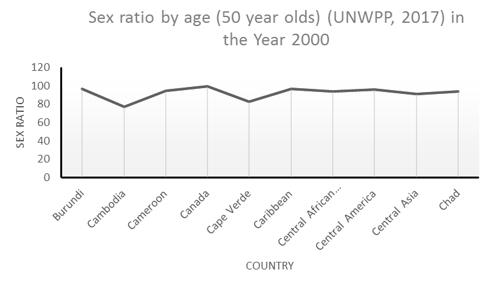 Sex ratio by age (50 year olds) (UNWPP, 2017) in
the Year 2000
SEX RATIO
120
100
80
60
40
20
0
Burundi
Cambodia
Cameroon
Canada
Cape Verde
Caribbean
Central African...
Central America
Central Asia
Chad
COUNTRY